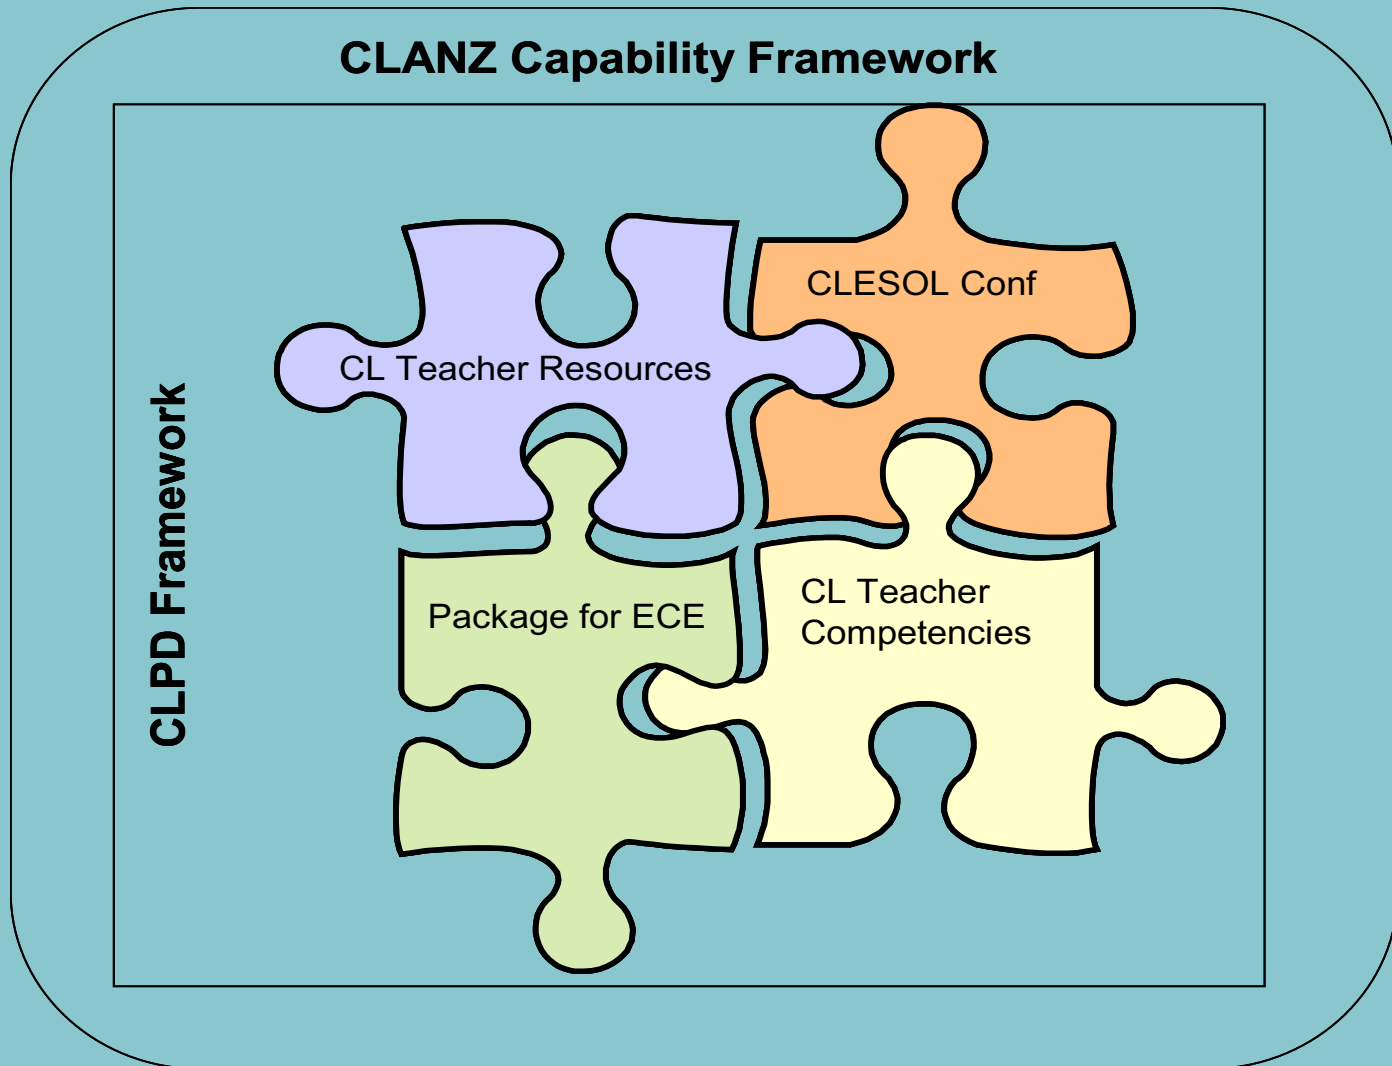 CLANZ Capability Framework
CLPD Framework
CLESOL Conf
CL Teacher Resources
Package for ECE
CL Teacher
Competencies